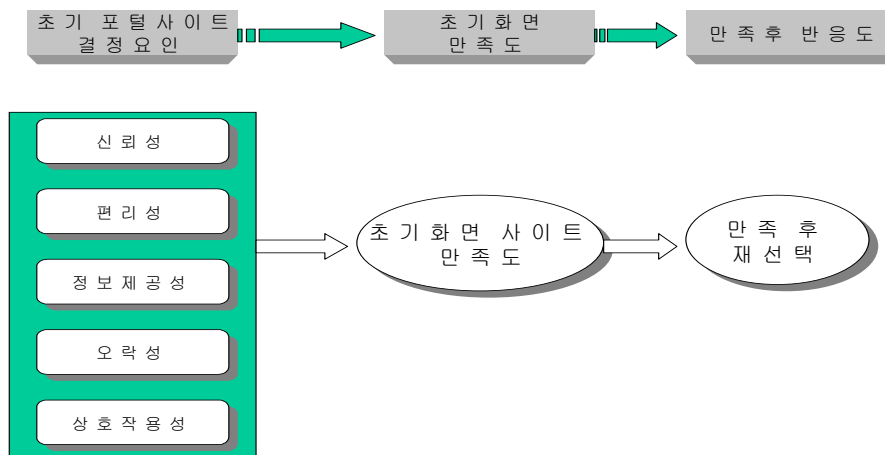 초기 포털사이트
결정요인
초기화면
만족도
만족후 반응도
신뢰성
편리성
정보제공성
오락성
상호작용성
초기화면 사이트
만족도
만족 후
재선택